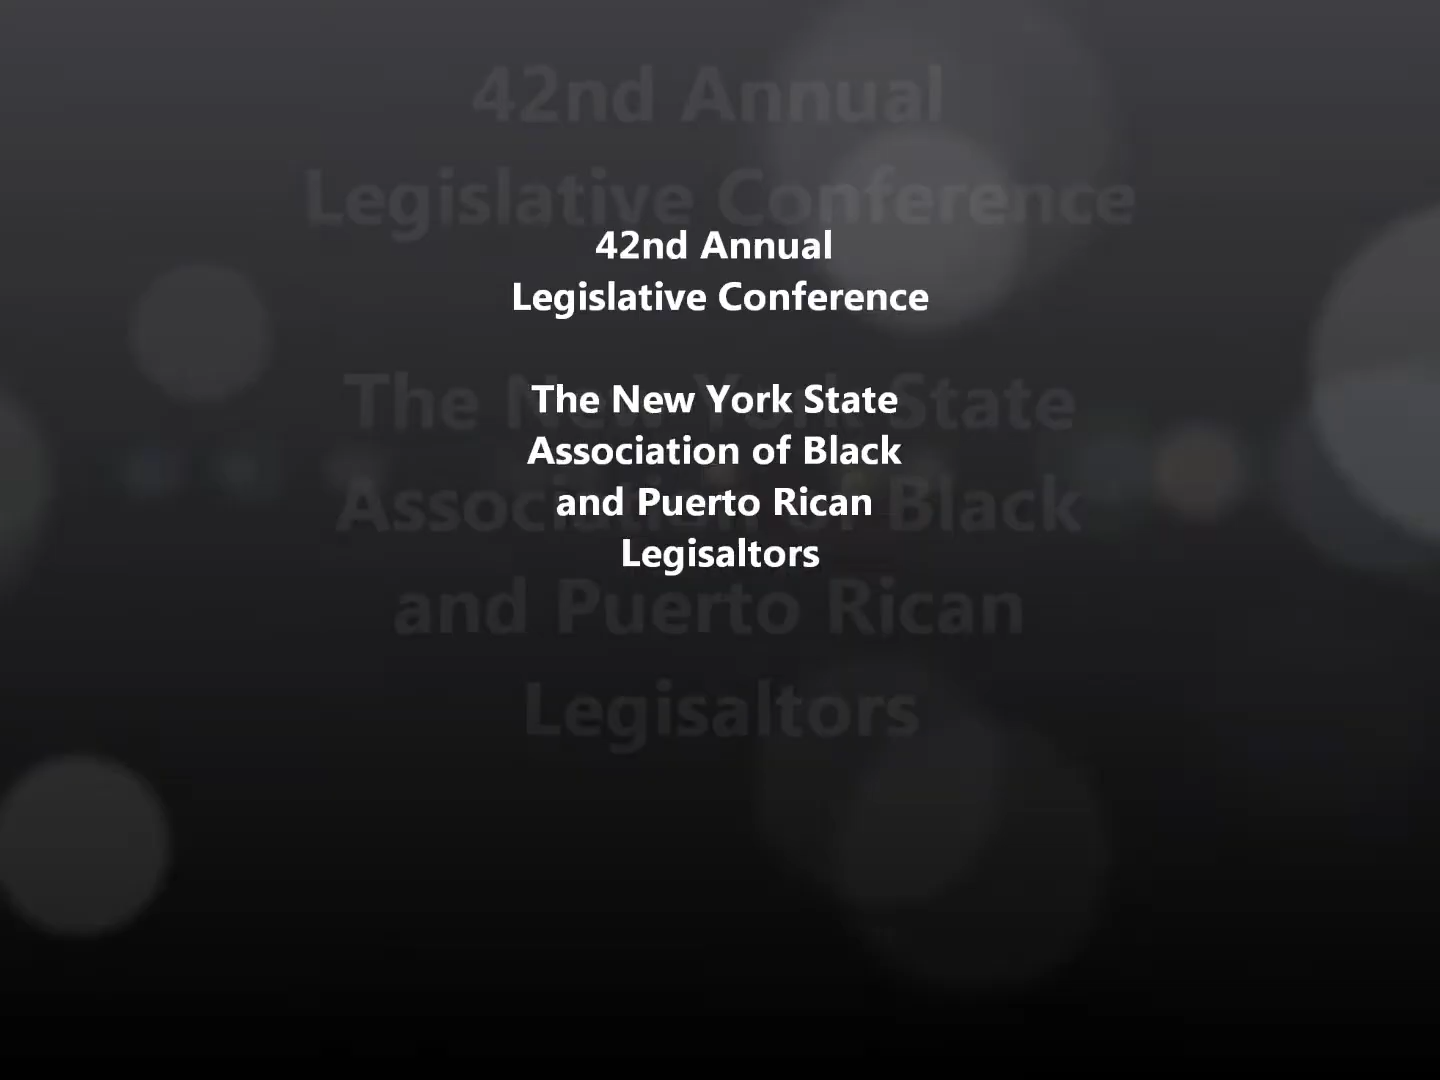 42nd Annual
Legislative Conference
The New York State
Association of Black
and Puerto Rican
Legisaltors